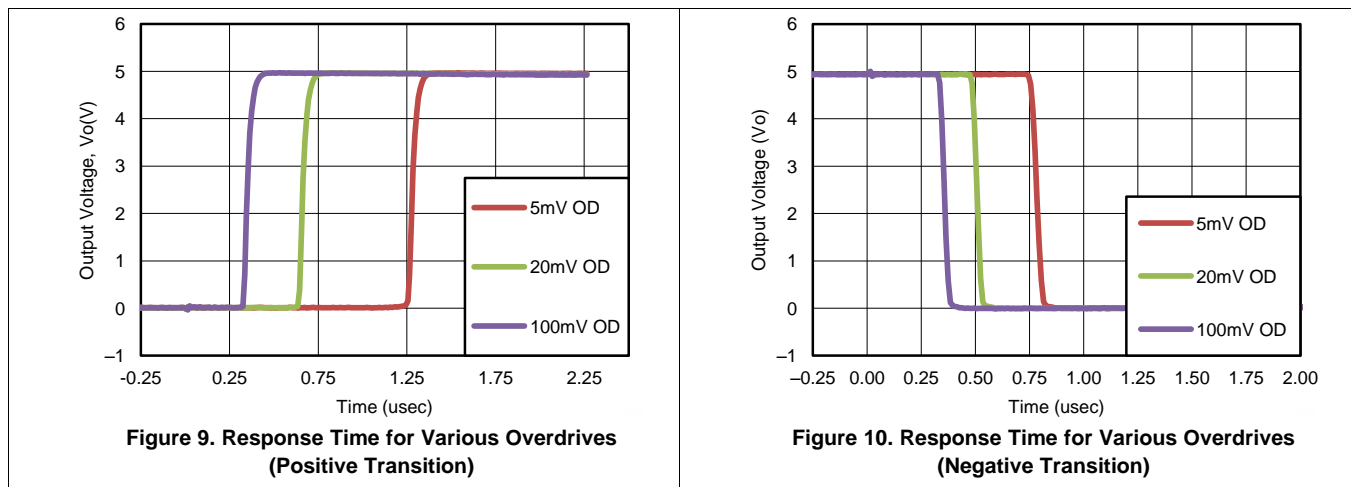 6
5
4
3
2
1
0
–1
Output Voltage, Vo(V)
5mV OD
20mV OD
100mV OD
-0.25 0.25 0.75 1.25 1.75 2.25
Time (usec)
Figure 9. Response Time for Various Overdrives
(Positive Transition)
6
5
4
3
2
1
0
–1
Output Voltage (Vo)
5mV OD
20mV OD
100mV OD
–0.25 0.00 0.25 0.50 0.75 1.00 1.25 1.50 1.75 2.00
Time (usec)
Figure 10. Response Time for Various Overdrives
(Negative Transition)